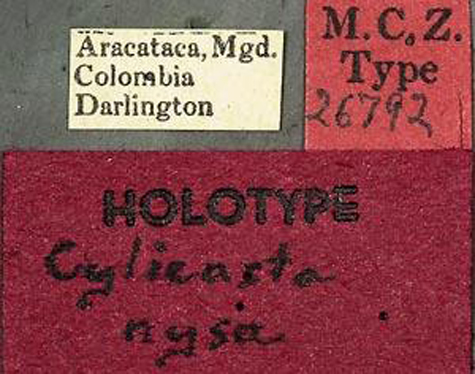 Aracataca, Mgd.
Colombia
Darlington
M.C.Z.
Type
26792
HOLOTYPE
Cylicasta
nysa